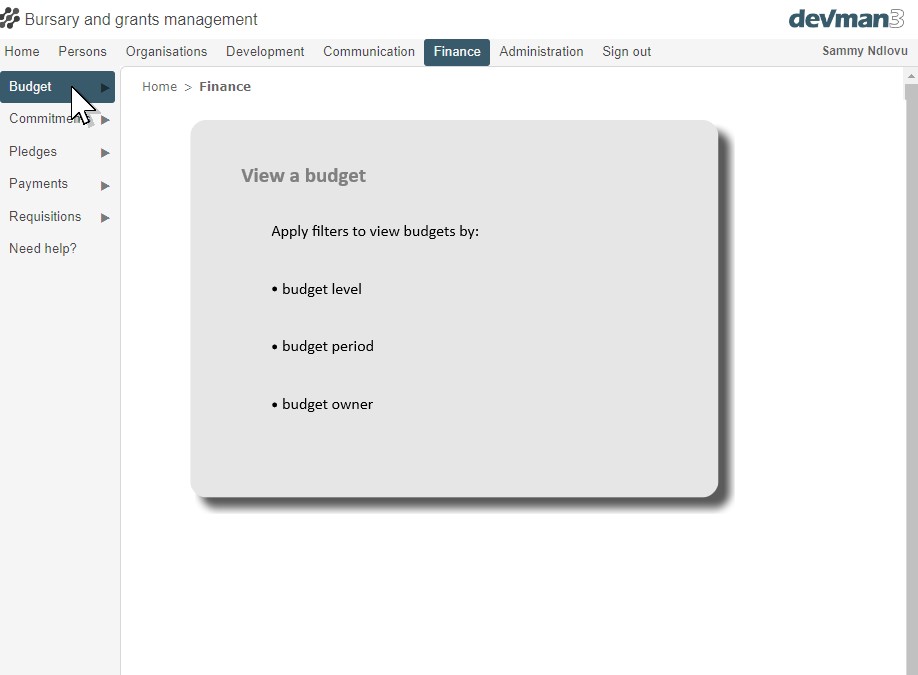 Bursary and grants management
devman3
Home Persons Organisations Development Communication Finance Administration Sign out Sammy Ndlovu
Budget
Home > Finance
Commitments
Pledges
Payments
Requisitions
Need help?
View a budget
Apply filters to view budgets by:
• budget level
• budget period
• budget owner